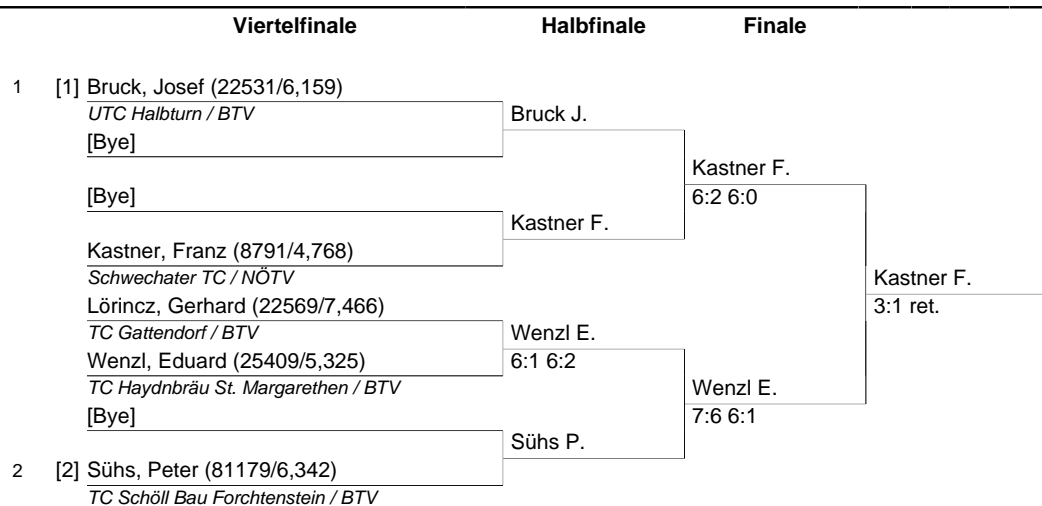 Viertelfinale Halbfinale Finale
1 [1] Bruck, Josef (22531/6,159)
UTC Halbturn / BTV
Bruck J.
[Bye]
Kastner F.
[Bye]
6:2 6:0
Kastner F.
Kastner, Franz (8791/4,768)
Schwechater TC / NÖTV
Kastner F.
Lörincz, Gerhard (22569/7,466)
3:1 ret.
TC Gattendorf / BTV
Wenzl E.
Wenzl, Eduard (25409/5,325)
6:1 6:2
TC Haydnbräu St. Margarethen / BTV
Wenzl E.
[Bye]
7:6 6:1
Sühs P.
2 [2] Sühs, Peter (81179/6,342)
TC Schöll Bau Forchtenstein / BTV